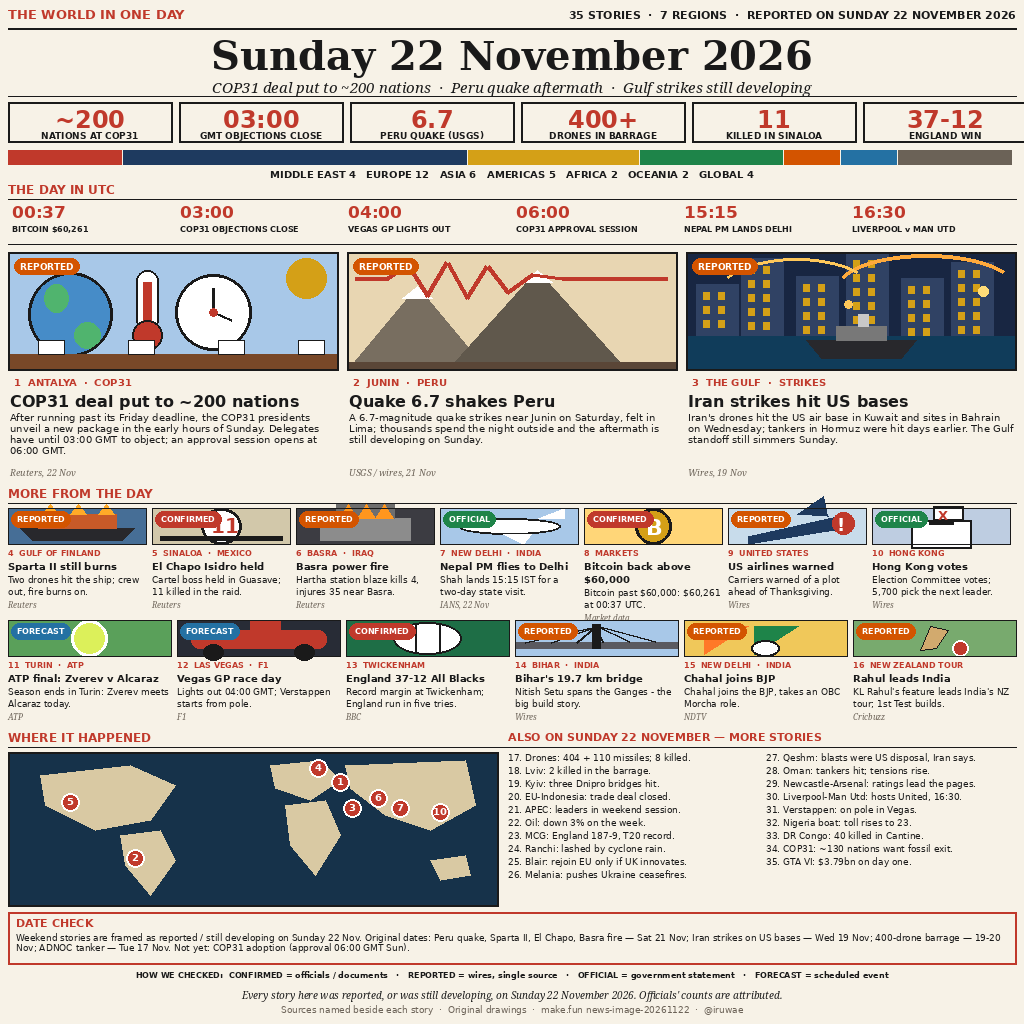 THE WORLD IN ONE DAY
35 STORIES · 7 REGIONS · REPORTED ON SUNDAY 22 NOVEMBER 2026
Sunday 22 November 2026
COP31 deal put to ~200 nations · Peru quake aftermath · Gulf strikes still developing
~200
NATIONS AT COP31
03:00
GMT OBJECTIONS CLOSE
6.7
PERU QUAKE (USGS)
400+
DRONES IN BARRAGE
11
KILLED IN SINALOA
37-12
ENGLAND WIN
MIDDLE EAST 4 EUROPE 12 ASIA 6 AMERICAS 5 AFRICA 2 OCEANIA 2 GLOBAL 4
THE DAY IN UTC
00:37
BITCOIN $60,261
03:00
COP31 OBJECTIONS CLOSE
04:00
VEGAS GP LIGHTS OUT
06:00
COP31 APPROVAL SESSION
15:15
NEPAL PM LANDS DELHI
16:30
LIVERPOOL v MAN UTD
REPORTED
1 ANTALYA · COP31
COP31 deal put to ~200 nations
After running past its Friday deadline, the COP31 presidents
unveil a new package in the early hours of Sunday. Delegates
have until 03:00 GMT to object; an approval session opens at
06:00 GMT.
Reuters, 22 Nov
REPORTED
2 JUNIN · PERU
Quake 6.7 shakes Peru
A 6.7-magnitude quake strikes near Junin on Saturday, felt in
Lima; thousands spend the night outside and the aftermath is
still developing on Sunday.
USGS / wires, 21 Nov
REPORTED
3 THE GULF · STRIKES
Iran strikes hit US bases
Iran's drones hit the US air base in Kuwait and sites in Bahrain
on Wednesday; tankers in Hormuz were hit days earlier. The Gulf
standoff still simmers Sunday.
Wires, 19 Nov
MORE FROM THE DAY
REPORTED
4 GULF OF FINLAND
Sparta II still burns
Two drones hit the ship; crew
out, fire burns on.
Reuters
CONFIRMED
11
5 SINALOA · MEXICO
El Chapo Isidro held
Cartel boss held in Guasave;
11 killed in the raid.
Reuters
REPORTED
6 BASRA · IRAQ
Basra power fire
Hartha station blaze kills 4,
injures 35 near Basra.
Reuters
OFFICIAL
7 NEW DELHI · INDIA
Nepal PM flies to Delhi
Shah lands 15:15 IST for a
two-day state visit.
IANS, 22 Nov
CONFIRMED
B
8 MARKETS
Bitcoin back above
$60,000
Bitcoin past $60,000: $60,261
at 00:37 UTC.
Market data
REPORTED
!
9 UNITED STATES
US airlines warned
Carriers warned of a plot
ahead of Thanksgiving.
Wires
OFFICIAL
X
10 HONG KONG
Hong Kong votes
Election Committee votes;
5,700 pick the next leader.
Wires
FORECAST
11 TURIN · ATP
ATP final: Zverev v Alcaraz
Season ends in Turin: Zverev meets
Alcaraz today.
ATP
FORECAST
12 LAS VEGAS · F1
Vegas GP race day
Lights out 04:00 GMT; Verstappen
starts from pole.
F1
CONFIRMED
13 TWICKENHAM
England 37-12 All Blacks
Record margin at Twickenham;
England run in five tries.
BBC
REPORTED
14 BIHAR · INDIA
Bihar's 19.7 km bridge
Nitish Setu spans the Ganges - the
big build story.
Wires
REPORTED
15 NEW DELHI · INDIA
Chahal joins BJP
Chahal joins the BJP, takes an OBC
Morcha role.
NDTV
REPORTED
16 NEW ZEALAND TOUR
Rahul leads India
KL Rahul's feature leads India's NZ
tour; 1st Test builds.
Cricbuzz
WHERE IT HAPPENED
4
1
5
6
3
7
10
2
ALSO ON SUNDAY 22 NOVEMBER — MORE STORIES
17. Drones: 404 + 110 missiles; 8 killed.
18. Lviv: 2 killed in the barrage.
19. Kyiv: three Dnipro bridges hit.
20. EU-Indonesia: trade deal closed.
21. APEC: leaders in weekend session.
22. Oil: down 3% on the week.
23. MCG: England 187-9, T20 record.
24. Ranchi: lashed by cyclone rain.
25. Blair: rejoin EU only if UK innovates.
26. Melania: pushes Ukraine ceasefires.
27. Qeshm: blasts were US disposal, Iran says.
28. Oman: tankers hit; tensions rise.
29. Newcastle-Arsenal: ratings lead the pages.
30. Liverpool-Man Utd: hosts United, 16:30.
31. Verstappen: on pole in Vegas.
32. Nigeria boat: toll rises to 23.
33. DR Congo: 40 killed in Cantine.
34. COP31: ~130 nations want fossil exit.
35. GTA VI: $3.79bn on day one.
DATE CHECK
Weekend stories are framed as reported / still developing on Sunday 22 Nov. Original dates: Peru quake, Sparta II, El Chapo, Basra fire — Sat 21 Nov; Iran strikes on US bases — Wed 19 Nov; 400-drone barrage — 19-20
Nov; ADNOC tanker — Tue 17 Nov. Not yet: COP31 adoption (approval 06:00 GMT Sun).
HOW WE CHECKED: CONFIRMED = officials / documents · REPORTED = wires, single source · OFFICIAL = government statement · FORECAST = scheduled event
Every story here was reported, or was still developing, on Sunday 22 November 2026. Officials' counts are attributed.
Sources named beside each story · Original drawings · make.fun news-image-20261122 · @iruwae